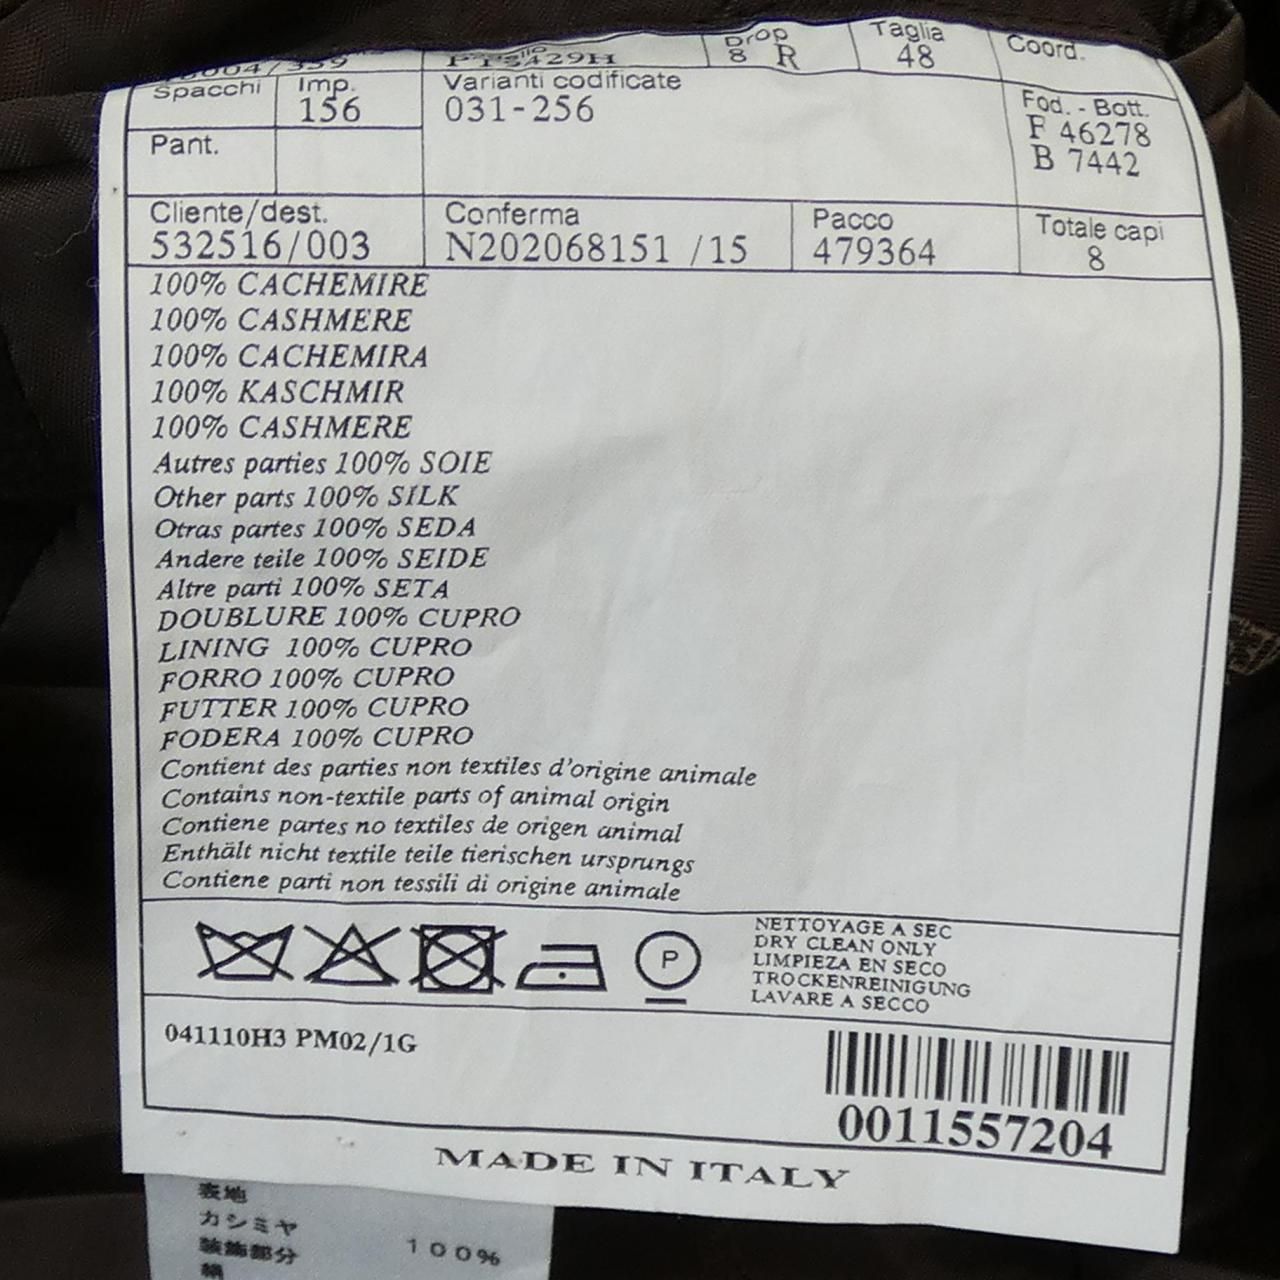 Drop Taglia Coord.
8 R 48
Spacchi Imp. Varianti codificate Fod. - Bott.
156 031-256 F 46278
Pant. B 7442
Cliente/dest. Conferma Pacco Totale capi
532516/003 N202068151 /15 479364 8
100% CACHEMIRE
100% CASHMERE
100% CACHEMIRA
100% KASCHMIR
100% CASHMERE
Autres parties 100% SOIE
Other parts 100% SILK
Otras partes 100% SEDA
Andere teile 100% SEIDE
Altre parti 100% SETA
DOUBLURE 100% CUPRO
LINING 100% CUPRO
FORRO 100% CUPRO
FUTTER 100% CUPRO
FODERA 100% CUPRO
Contient des parties non textiles d'origine animale
Contains non-textile parts of animal origin
Contiene partes no textiles de origen animal
Enthält nicht textile teile tierischen ursprungs
Contiene parti non tessili di origine animale
P
NETTOYAGE A SEC
DRY CLEAN ONLY
LIMPIEZA EN SECO
TROCKENREINIGUNG
LAVARE A SECCO
041110H3 PM02/1G
0011557204
MADE IN ITALY
表地
カシミヤ 100%
装飾部分